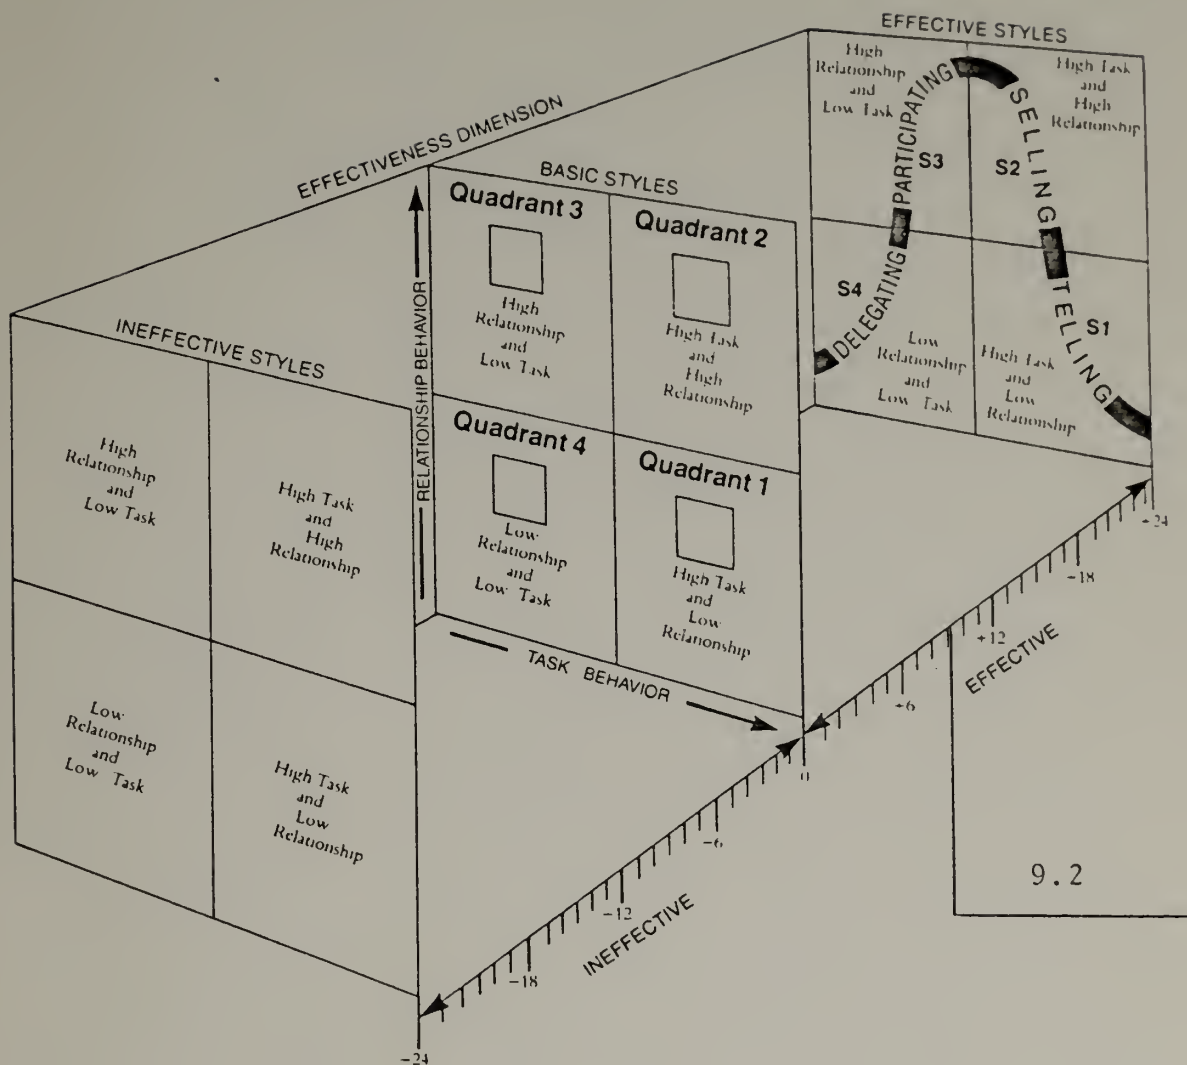 EFFECTIVE STYLES
High
Relationship
and
Low Task
High Task
and
High
Relationship
PARTICIPATING
SELLING
S3
S2
DELEGATING
TELLING
S4
S1
Low
Relationship
and
Low Task
High Task
and
Low
Relationship
EFFECTIVENESS DIMENSION
BASIC STYLES
Quadrant 3
High
Relationship
and
Low Task
Quadrant 2
High Task
and
High
Relationship
Quadrant 4
Low
Relationship
and
Low Task
Quadrant 1
High Task
and
Low
Relationship
RELATIONSHIP BEHAVIOR
TASK BEHAVIOR
INEFFECTIVE STYLES
High
Relationship
and
Low Task
High Task
and
High
Relationship
Low
Relationship
and
Low Task
High Task
and
Low
Relationship
+24
+18
+12
+6
0
EFFECTIVE
-6
-12
-18
-24
INEFFECTIVE
9.2